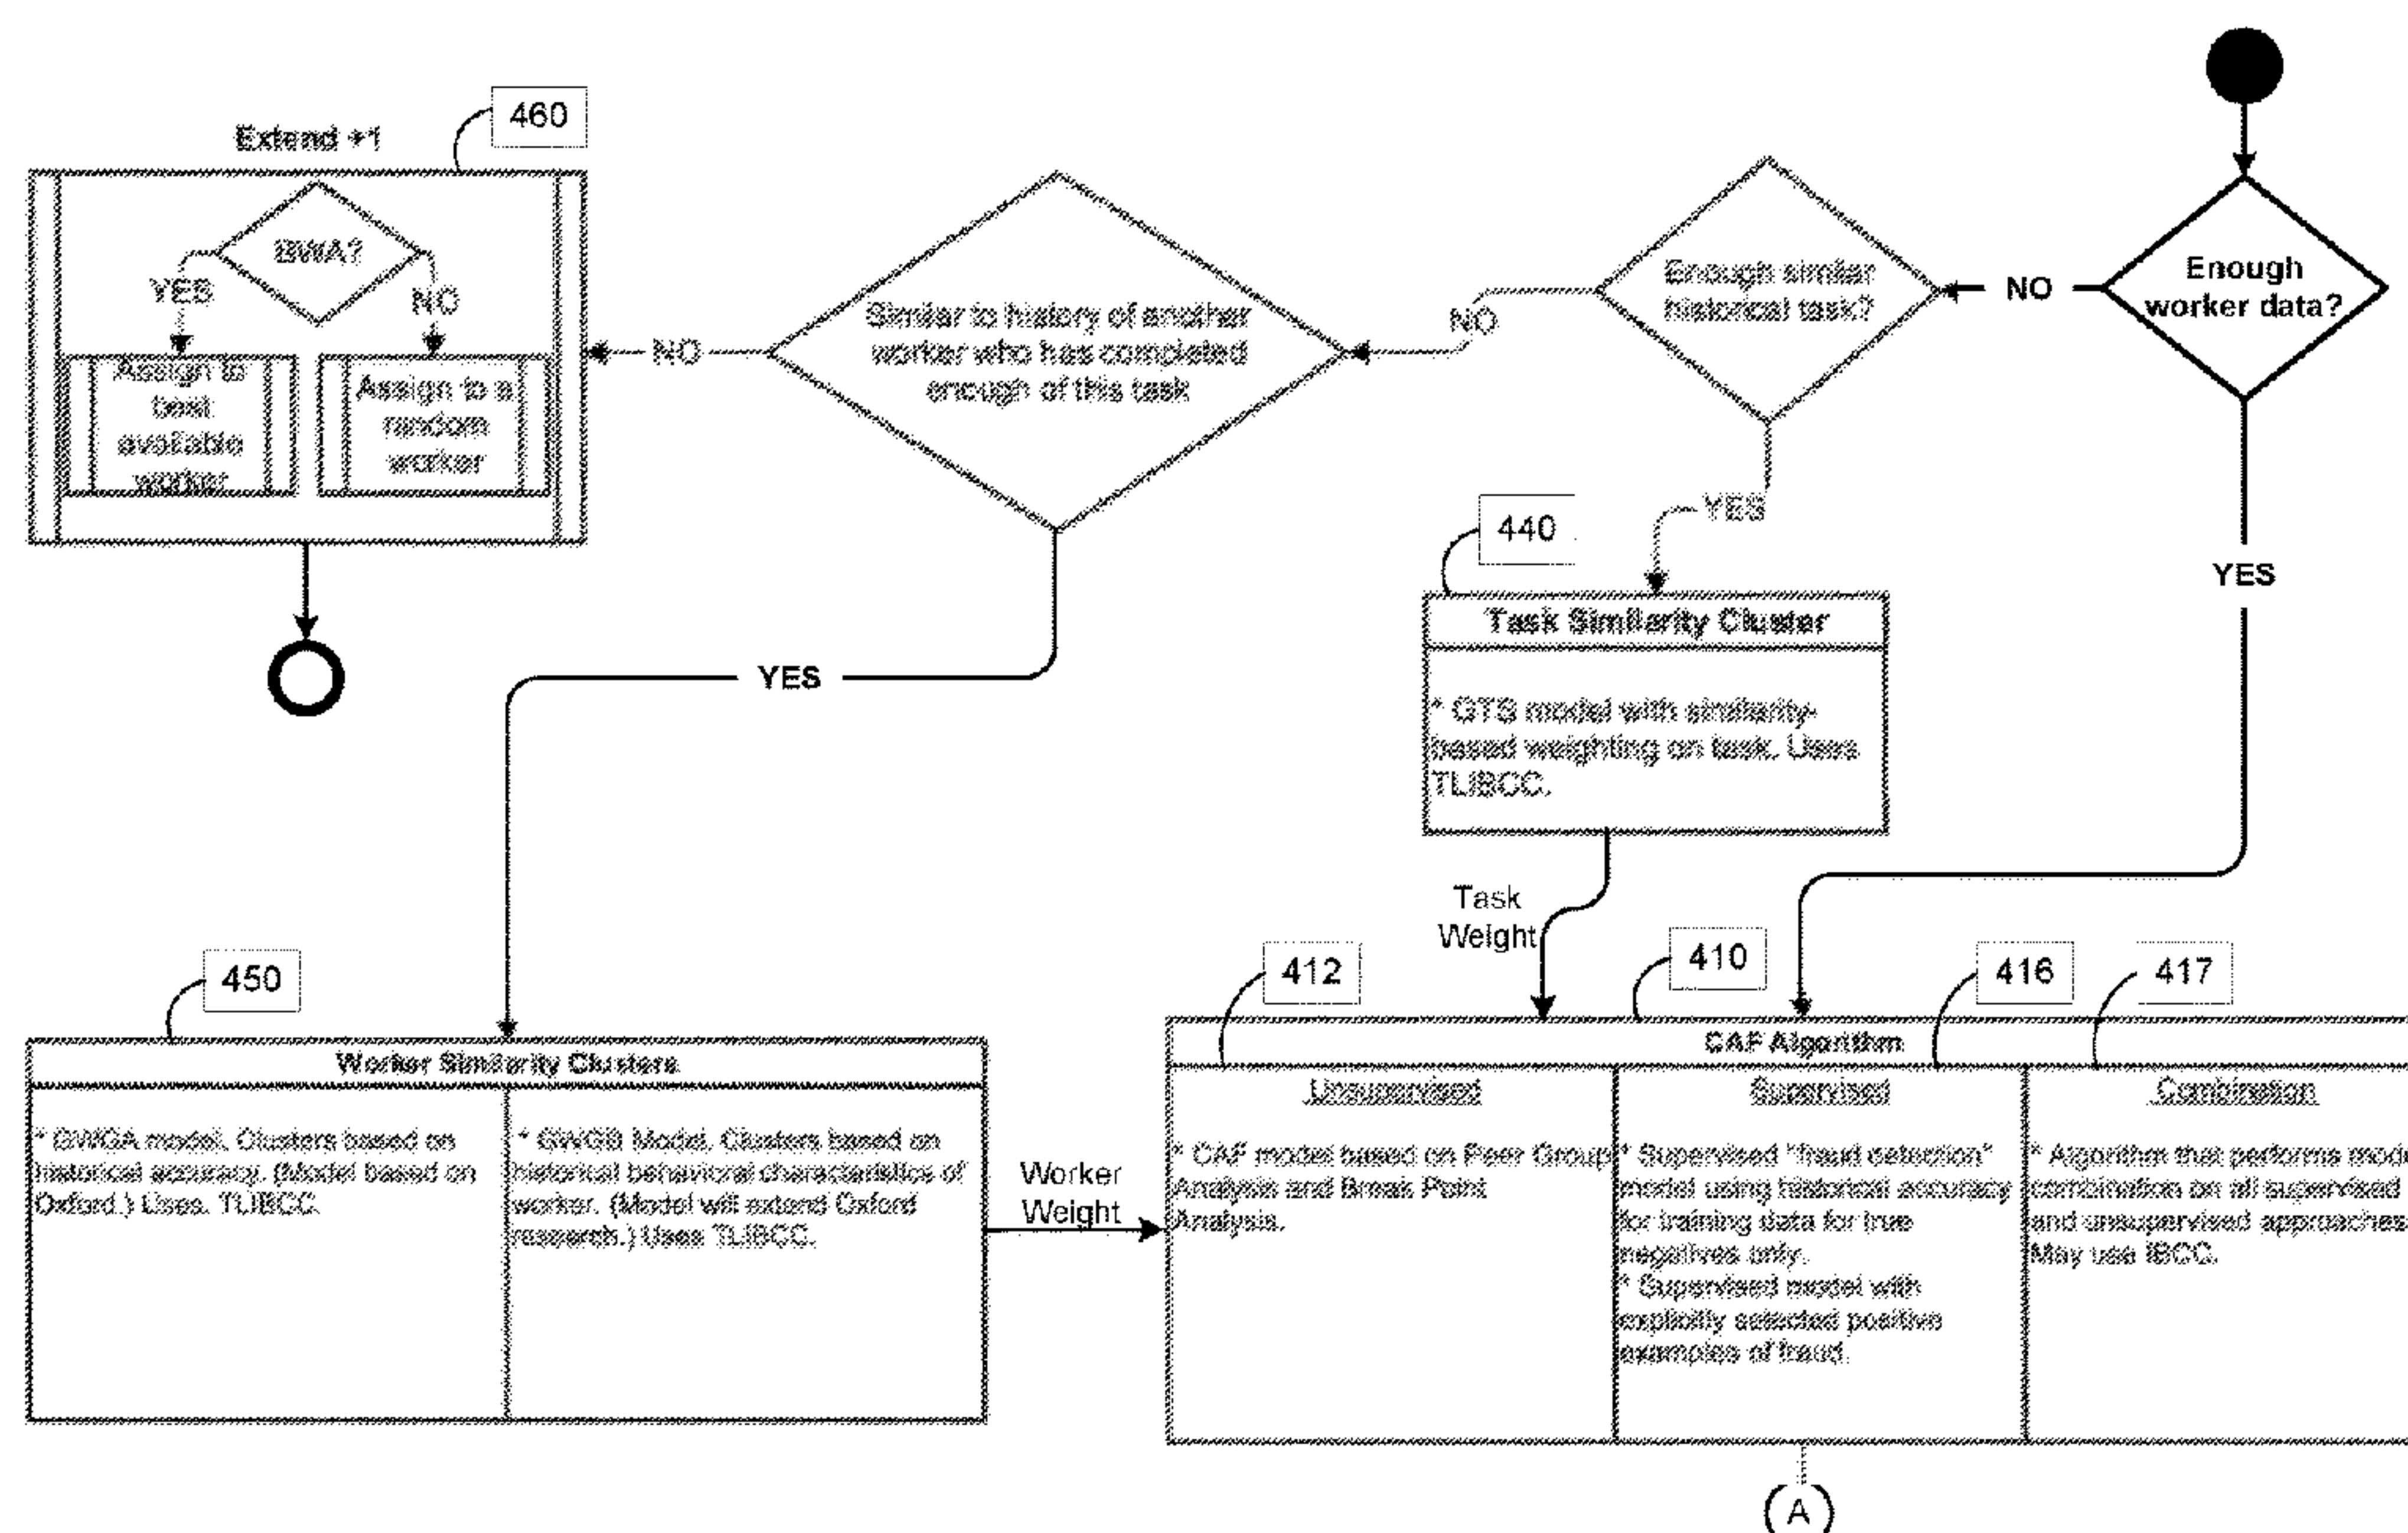 460
Extend +1
BWA?
YES
NO
Assign to
best
available
worker
Assign to a
random
worker
NO
Similar to history of another
worker who has completed
enough of this task
NO
Enough similar
historical task?
NO
Enough
worker data?
YES
YES
440
Task Similarity Cluster
* GTS model with similarity-
based weighting on task. Uses
TLIBCC.
YES
Task
Weight
450
Worker Similarity Clusters
* GWGA model. Clusters based on
historical accuracy. (Model based on
Oxford.) Uses. TLIBCC.
* GWGB Model. Clusters based on
historical behavioral characteristics of
worker. (Model will extend Oxford
research.) Uses TLIBCC.
Worker
Weight
412
410
416
417
CAF Algorithm
Unsupervised
* CAF model based on Peer Group
Analysis and Break Point
Analysis.
Supervised
* Supervised "fraud detection"
model using historical accuracy
for training data for true
negatives only.
* Supervised model with
explicitly selected positive
examples of fraud.
Combination
* Algorithm that performs mode
combination on all supervised
and unsupervised approaches.
May use IBCC.
A